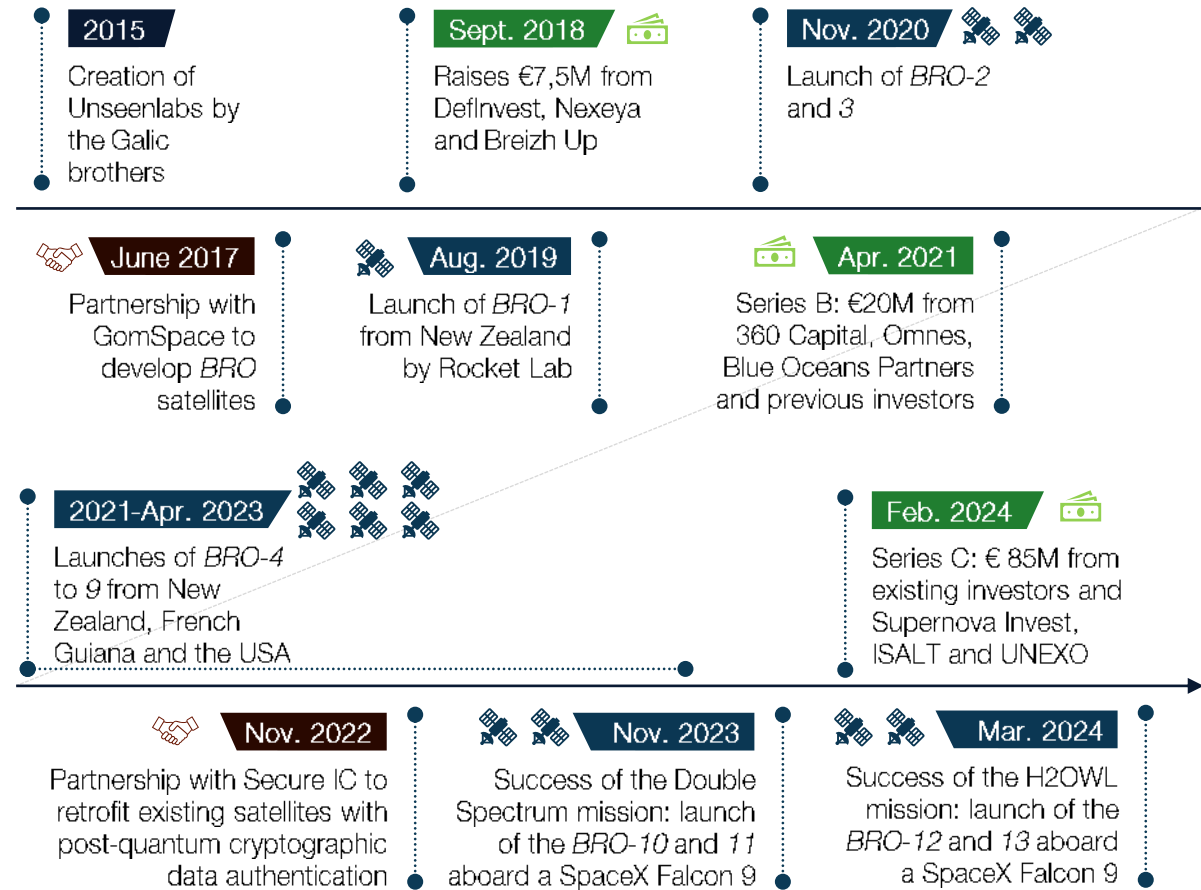 2015
Creation of
Unseenlabs by
the Galic
brothers
Sept. 2018
Raises €7,5M from
DefInvest, Nexeya
and Breizh Up
Nov. 2020
Launch of BRO-2
and 3
June 2017
Partnership with
GomSpace to
develop BRO
satellites
Aug. 2019
Launch of BRO-1
from New Zealand
by Rocket Lab
Apr. 2021
Series B: €20M from
360 Capital, Omnes,
Blue Oceans Partners
and previous investors
2021-Apr. 2023
Launches of BRO-4
to 9 from New
Zealand, French
Guiana and the USA
Feb. 2024
Series C: € 85M from
existing investors and
Supernova Invest,
ISALT and UNEXO
Nov. 2022
Partnership with Secure IC to
retrofit existing satellites with
post-quantum cryptographic
data authentication
Nov. 2023
Success of the Double
Spectrum mission: launch
of the BRO-10 and 11
aboard a SpaceX Falcon 9
Mar. 2024
Success of the H2OWL
mission: launch of the
BRO-12 and 13 aboard
a SpaceX Falcon 9